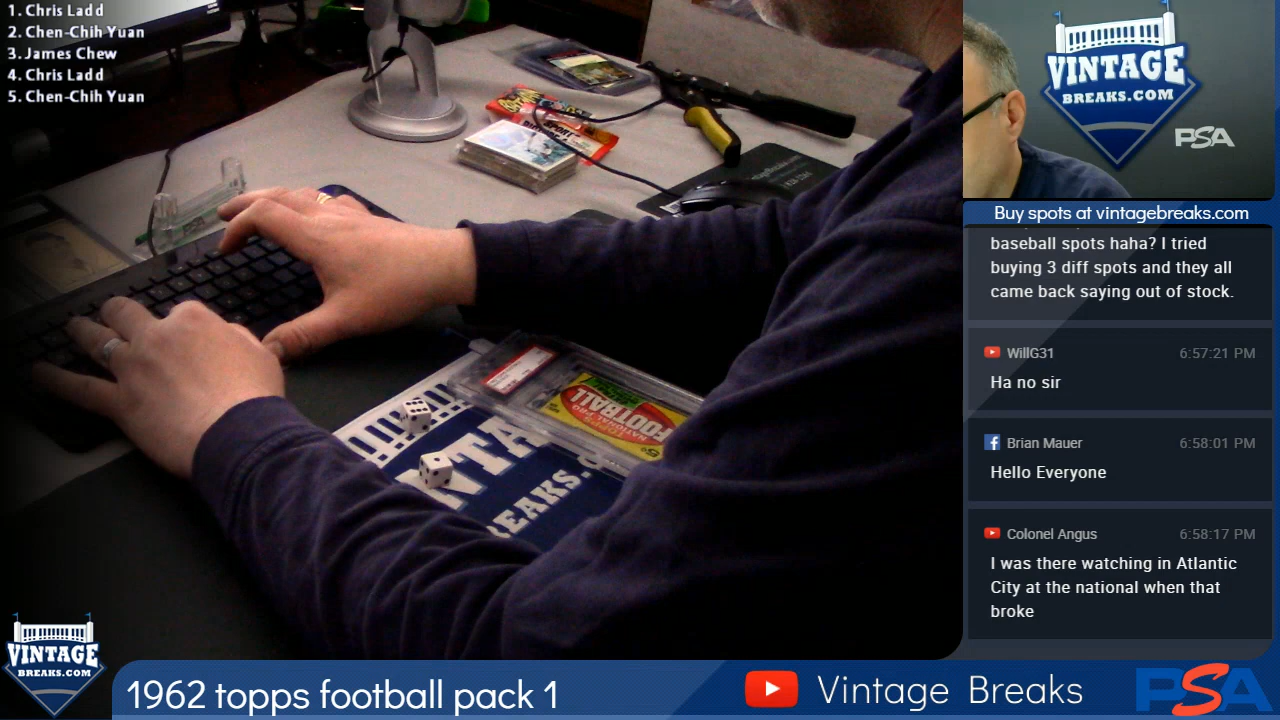 1. Chris Ladd
2. Chen-Chih Yuan
3. James Chew
4. Chris Ladd
5. Chen-Chih Yuan
VINTAGE
BREAKS.COM
PSA
Buy spots at vintagebreaks.com
baseball spots haha? I tried
buying 3 diff spots and they all
came back saying out of stock.
WillG31
6:57:21 PM
Ha no sir
Brian Mauer
6:58:01 PM
Hello Everyone
Colonel Angus
6:58:17 PM
I was there watching in Atlantic
City at the national when that
broke
FOOTBALL
5¢
NTA
BREAKS.
VINTAGE
BREAKS.COM
1962 topps football pack 1
Vintage Breaks
PSA